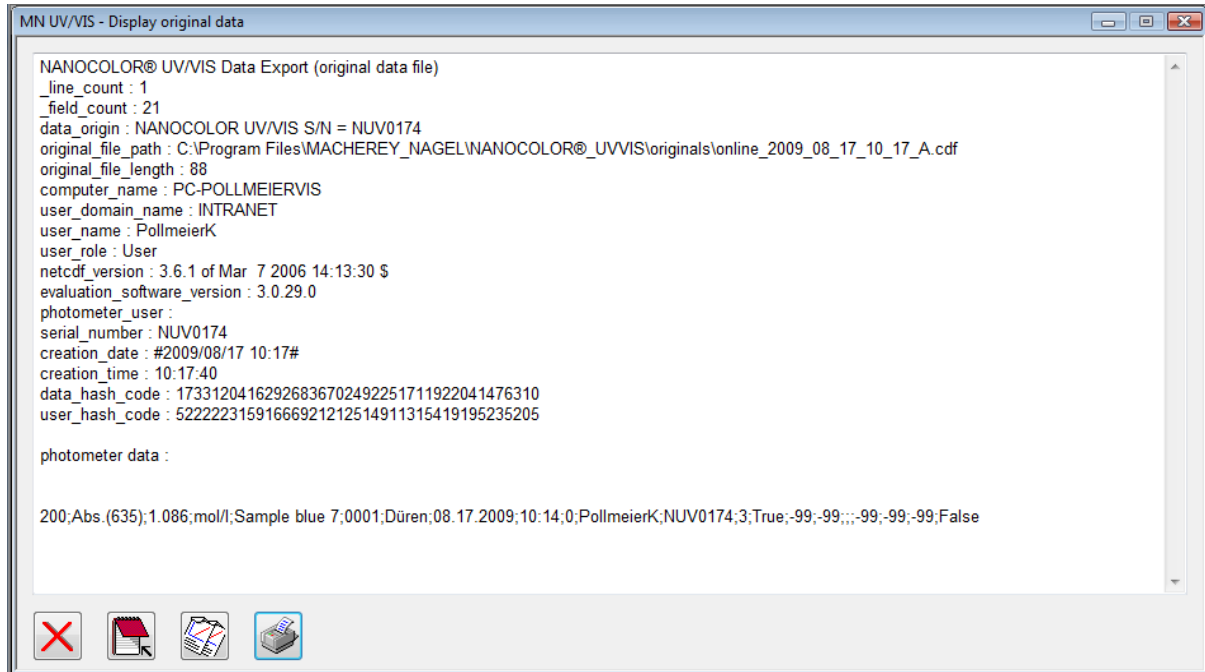 MN UV/VIS - Display original data
NANOCOLOR® UV/VIS Data Export (original data file)
_line_count : 1
_field_count : 21
data_origin : NANOCOLOR UV/VIS S/N = NUV0174
original_file_path : C:\Program Files\MACHEREY_NAGEL\NANOCOLOR®_UVVIS\originals\online_2009_08_17_10_17_A.cdf
original_file_length : 88
computer_name : PC-POLLMEIERVIS
user_domain_name : INTRANET
user_name : PollmeierK
user_role : User
netcdf_version : 3.6.1 of Mar  7 2006 14:13:30 $
evaluation_software_version : 3.0.29.0
photometer_user :
serial_number : NUV0174
creation_date : #2009/08/17 10:17#
creation_time : 10:17:40
data_hash_code : 17331204162926836702492251711922041476310
user_hash_code : 522222315916669212125149113154191952352​05
photometer data :
200;Abs.(635);1.086;mol/l;Sample blue 7;0001;Düren;08.17.2009;10:14;0;PollmeierK;NUV0174;3;True;-99;-99;;;-99;-99;-99;False